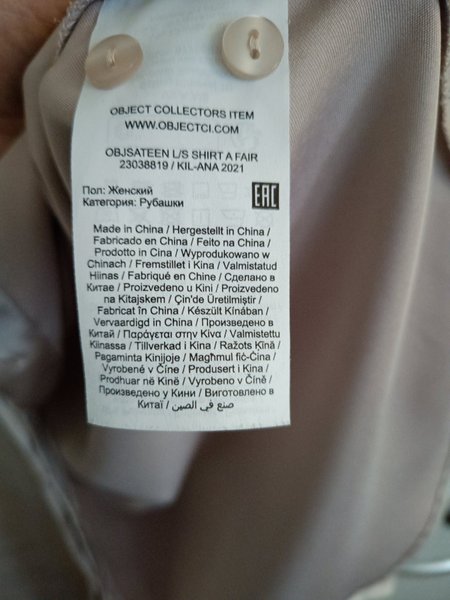 OBJECT COLLECTORS ITEM
WWW.OBJECTCI.COM
OBJSATEEN L/S SHIRT A FAIR
23038819 / KIL-ANA 2021
Пол: Женский
Категория: Рубашки
EAC
Made in China / Hergestellt in China /
Fabricado en China / Feito na China /
Prodotto in Cina / Wyprodukowano w
Chinach / Fremstillet i Kina / Valmistatud
Hiinas / Fabriqué en Chine / Сделано в
Китае / Proizvedeno u Kini / Proizvedeno
na Kitajskem / Çin'de Üretilmiştir /
Fabricat în China / Készült Kínában /
Vervaardigd in China / Произведено в
Китай / Παράγεται στην Κίνα / Valmistettu
Kiinassa / Tillverkad i Kina / Ražots Ķīnā /
Pagaminta Kinijoje / Magħmul fiċ-Ċina /
Vyrobené v Číne / Produsert i Kina /
Prodhuar në Kinë / Vyrobeno v Číně /
Произведено у Кини / Виготовлено в
Китаї / صنع في الصين